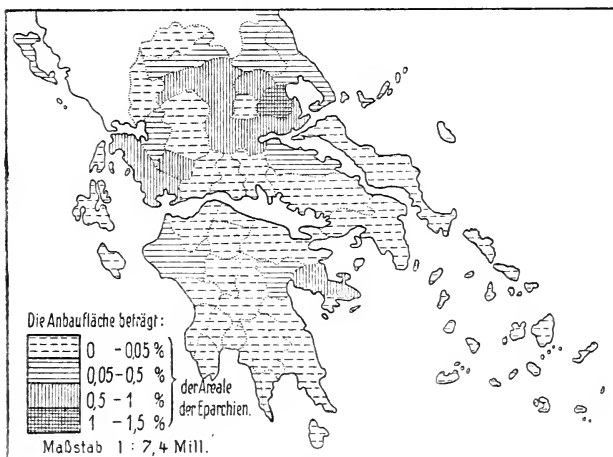 Die Anbaufläche beträgt:
0 – 0,05 %
0,05 – 0,5 %
0,5 – 1 %
1 – 1,5 %
der Areale
der Eparchien.
Maßstab 1 : 7,4 Mill.